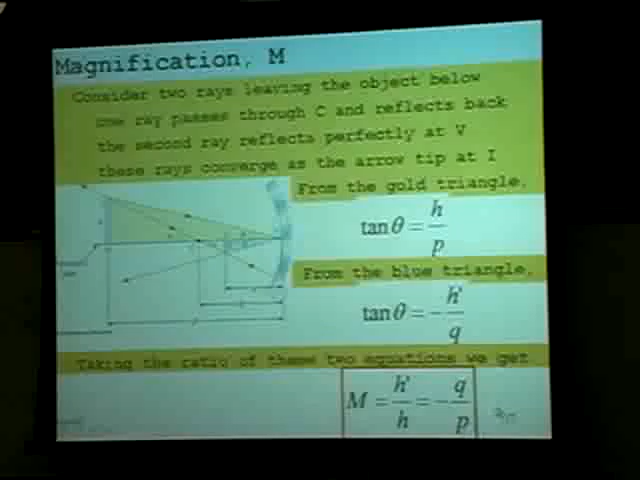 Magnification, M
Consider two rays leaving the object below
one ray passes through C and reflects back
the second ray reflects perfectly at V
these rays converge as the arrow tip at I
From the gold triangle,
tanθ = h/p
From the blue triangle,
tanθ = -h'/q
Taking the ratio of these two equations we get
M = h'/h = -q/p